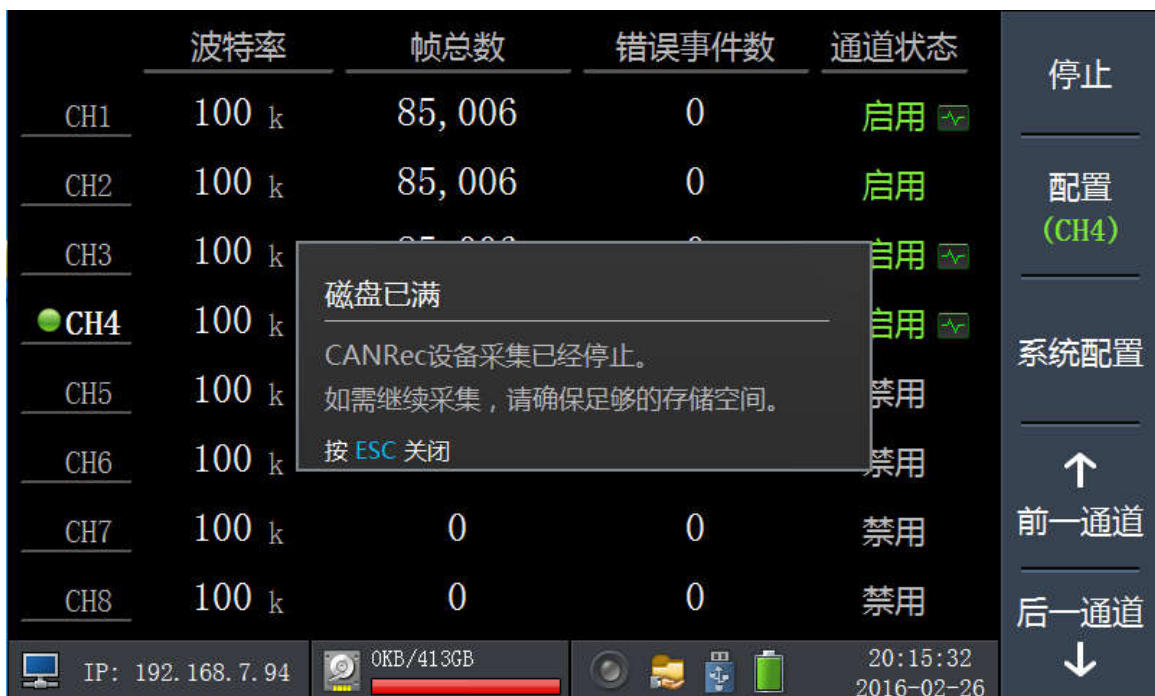 波特率 帧总数 错误事件数 通道状态
停止
CH1 100 k 85,006 0 启用
CH2 100 k 85,006 0 启用
配置
(CH4)
CH3 100 k 启用
磁盘已满
CH4 100 k 启用
CANRec设备采集已经停止。
系统配置
CH5 100 k 禁用
如需继续采集，请确保足够的存储空间。
按 ESC 关闭
CH6 100 k 禁用
前一通道
CH7 100 k 0 0 禁用
CH8 100 k 0 0 禁用
后一通道
IP: 192.168.7.94 0KB/413GB 20:15:32
2016-02-26